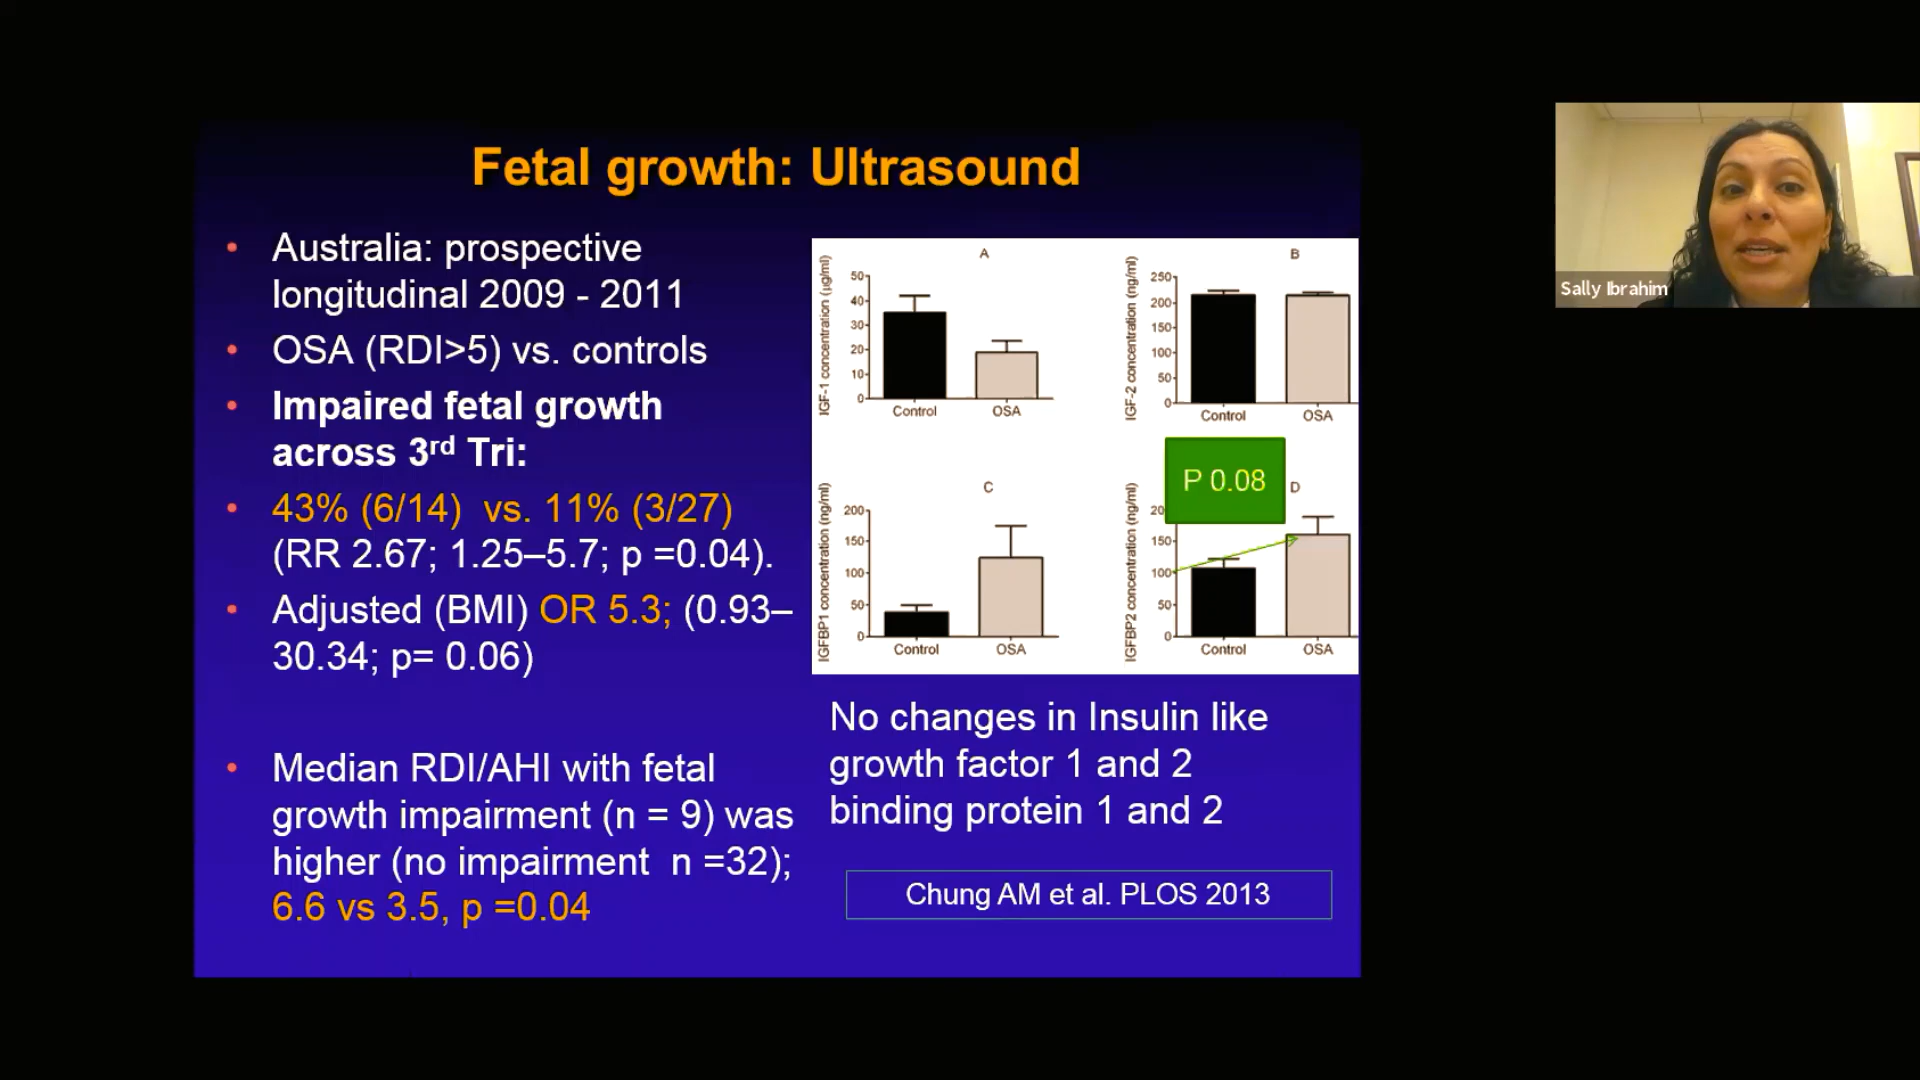 Fetal growth: Ultrasound
• Australia: prospective
longitudinal 2009 - 2011
• OSA (RDI>5) vs. controls
• Impaired fetal growth
across 3rd Tri:
• 43% (6/14) vs. 11% (3/27)
(RR 2.67; 1.25–5.7; p =0.04).
• Adjusted (BMI) OR 5.3; (0.93–
30.34; p= 0.06)
• Median RDI/AHI with fetal
growth impairment (n = 9) was
higher (no impairment n =32);
6.6 vs 3.5, p =0.04
A
IGF-1 concentration (µg/ml)
50
40
30
20
10
0
Control OSA
B
IGF-2 concentration (ng/ml)
250
200
150
100
50
0
Control OSA
C
IGFBP1 concentration (ng/ml)
200
150
100
50
0
Control OSA
P 0.08
D
IGFBP2 concentration (ng/ml)
20
150
100
50
0
Control OSA
No changes in Insulin like
growth factor 1 and 2
binding protein 1 and 2
Chung AM et al. PLOS 2013
Sally Ibrahim